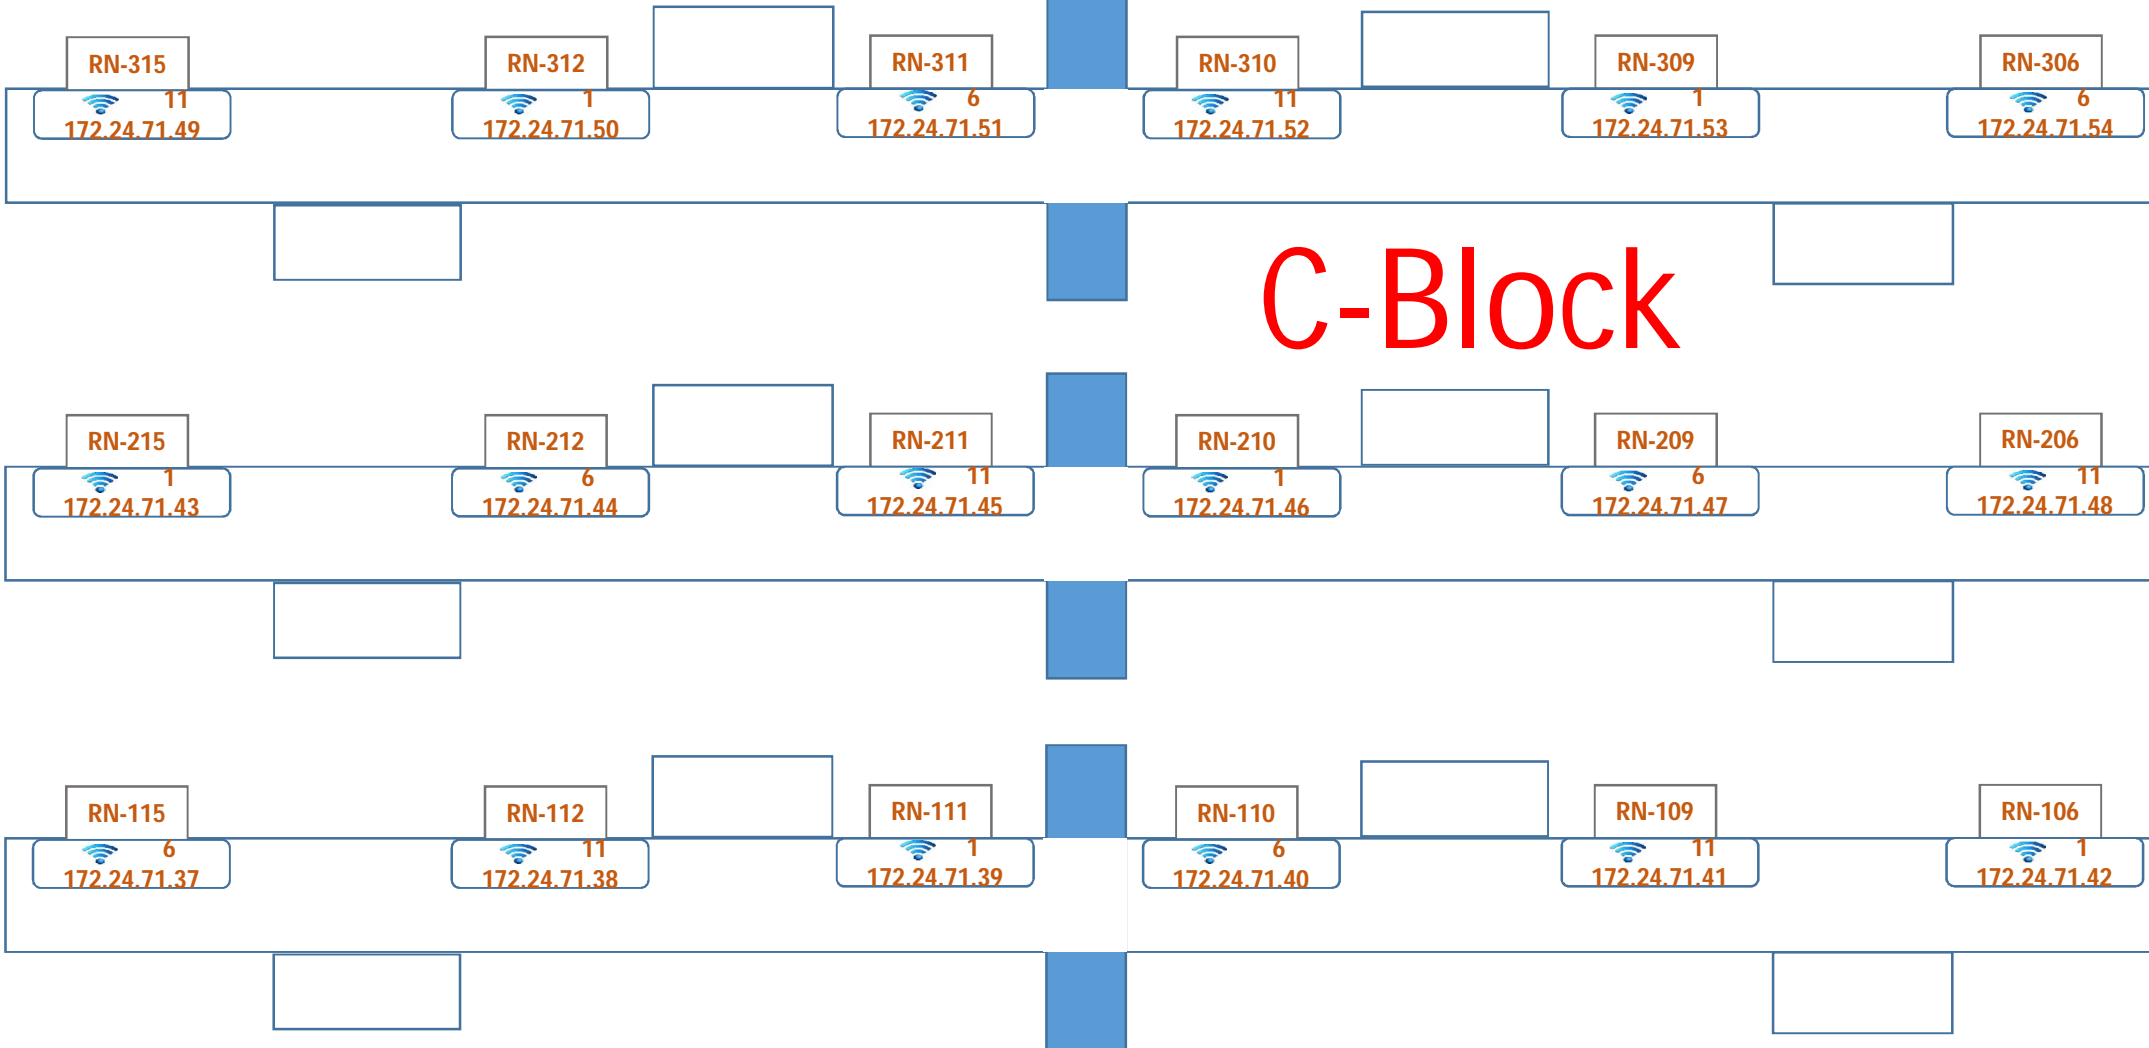 RN-315 RN-312 RN-311 RN-310 RN-309 RN-306
11 1 6 11 1 6
172.24.71.49 172.24.71.50 172.24.71.51 172.24.71.52 172.24.71.53 172.24.71.54
C-Block
RN-215 RN-212 RN-211 RN-210 RN-209 RN-206
1 6 11 1 6 11
172.24.71.43 172.24.71.44 172.24.71.45 172.24.71.46 172.24.71.47 172.24.71.48
RN-115 RN-112 RN-111 RN-110 RN-109 RN-106
6 11 1 6 11 1
172.24.71.37 172.24.71.38 172.24.71.39 172.24.71.40 172.24.71.41 172.24.71.42